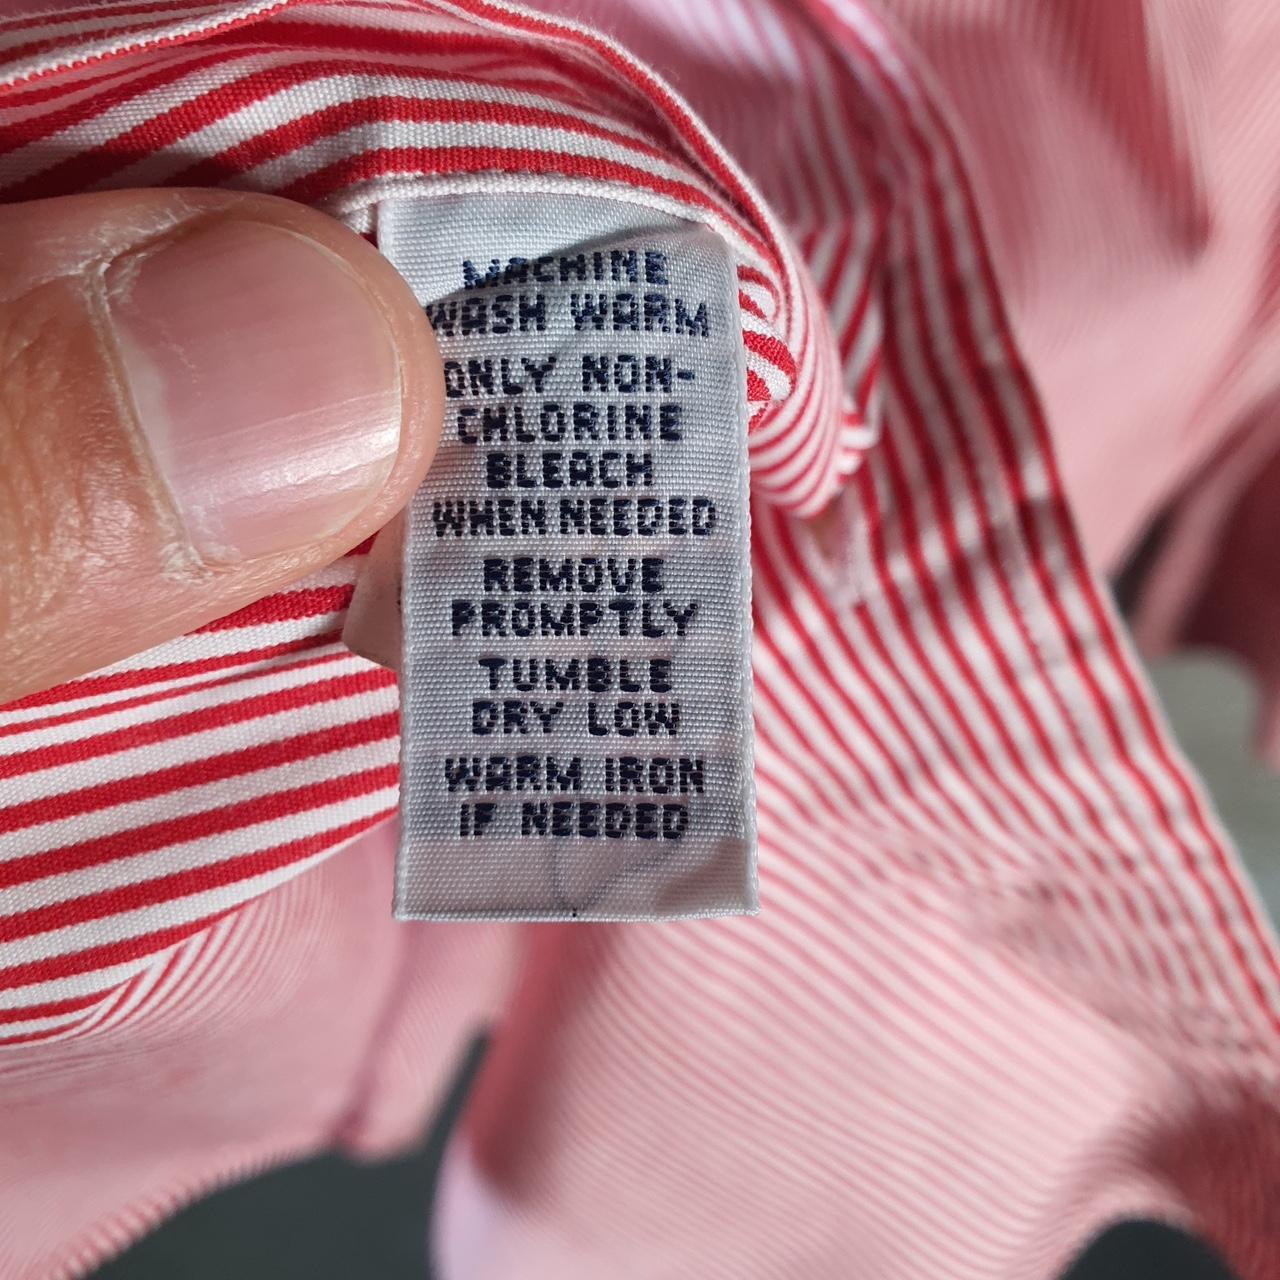 MACHINE
WASH WARM
ONLY NON-
CHLORINE
BLEACH
WHEN NEEDED
REMOVE
PROMPTLY
TUMBLE
DRY LOW
WARM IRON
IF NEEDED